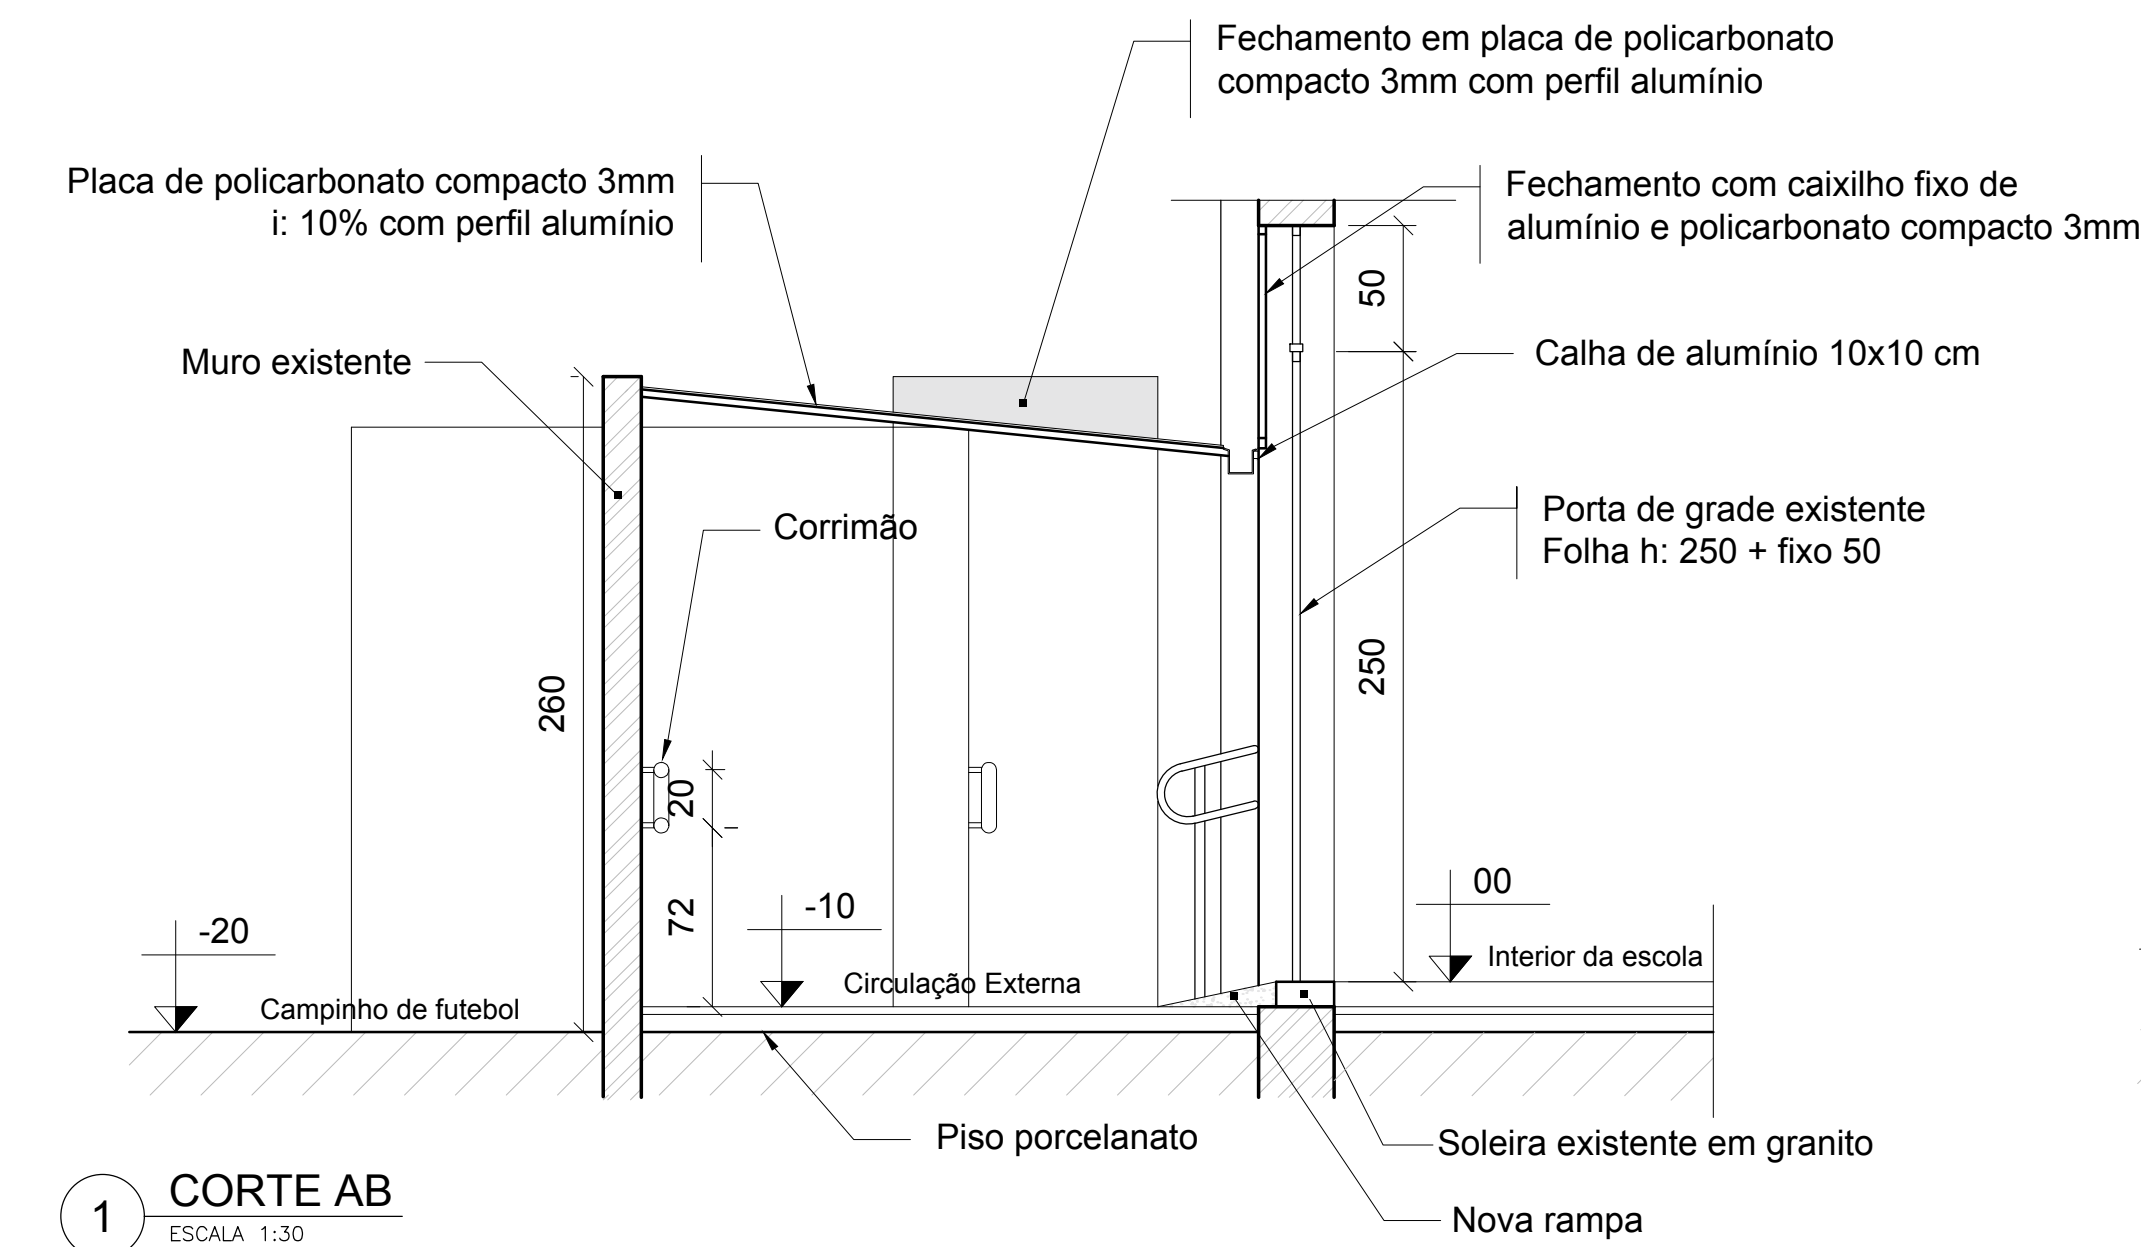 Fechamento em placa de policarbonato
compacto 3mm com perfil alumínio
Placa de policarbonato compacto 3mm
i: 10% com perfil alumínio
Fechamento com caixilho fixo de
alumínio e policarbonato compacto 3mm
50
Muro existente
Calha de alumínio 10x10 cm
Corrimão
Porta de grade existente
Folha h: 250 + fixo 50
260
250
20
72
-20
-10
00
Campinho de futebol
Circulação Externa
Interior da escola
Piso porcelanato
Soleira existente em granito
Nova rampa
1
CORTE AB
ESCALA 1:30